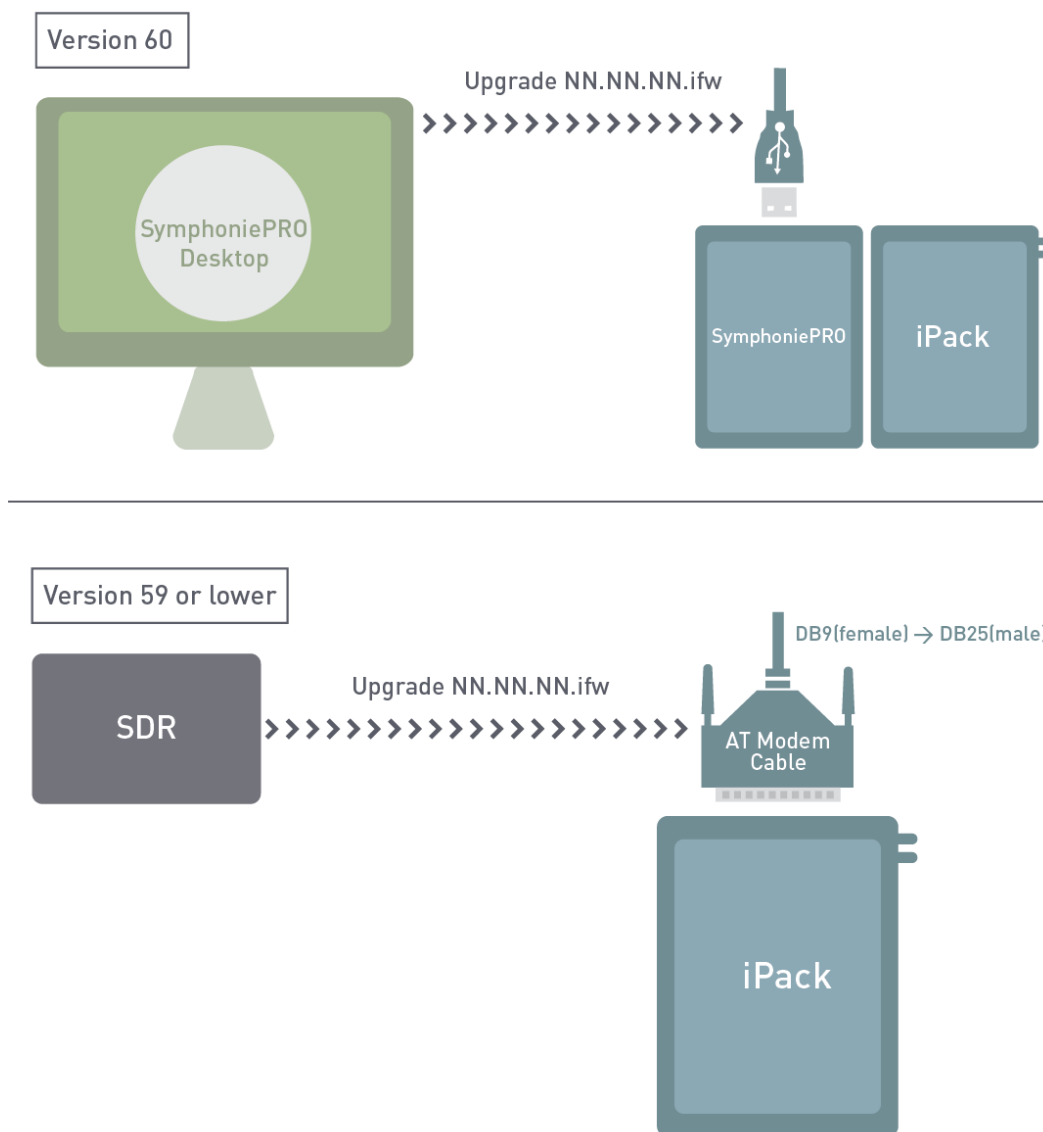 Version 60
Upgrade NN.NN.NN.ifw
SymphoniePRO
Desktop
SymphoniePRO
iPack
Version 59 or lower
DB9(female) → DB25(male)
Upgrade NN.NN.NN.ifw
SDR
AT Modem
Cable
iPack